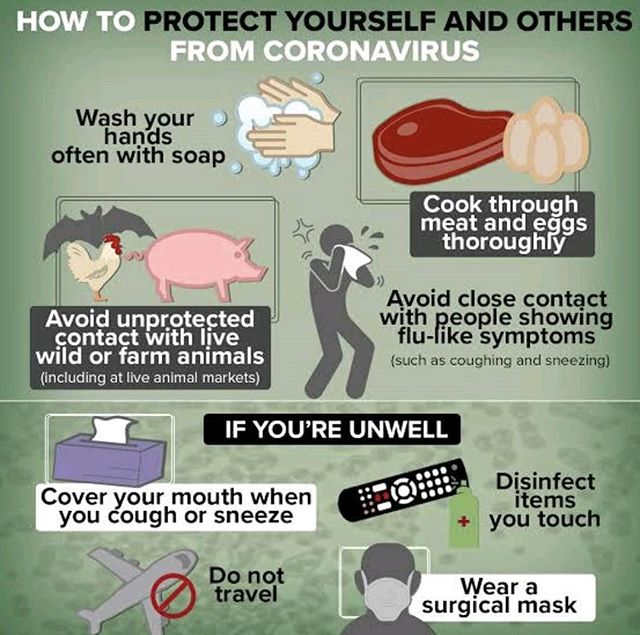 HOW TO PROTECT YOURSELF AND OTHERS
FROM CORONAVIRUS
Wash your
hands
often with soap
Cook through
meat and eggs
thoroughly
Avoid unprotected
contact with live
wild or farm animals
(including at live animal markets)
Avoid close contact
with people showing
flu-like symptoms
(such as coughing and sneezing)
IF YOU'RE UNWELL
Cover your mouth when
you cough or sneeze
Disinfect
items
you touch
Do not
travel
Wear a
surgical mask